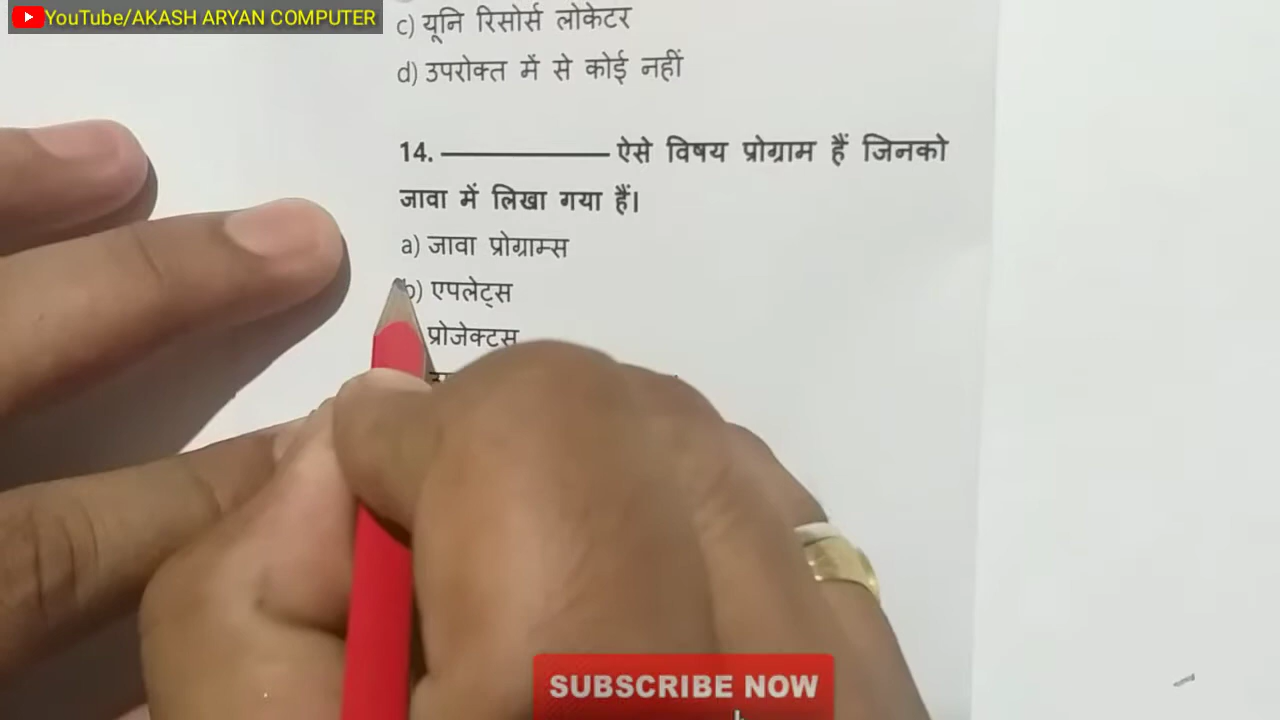 YouTube/AKASH ARYAN COMPUTER
c) यूनि रिसोर्स लोकेटर
d) उपरोक्त में से कोई नहीं
14. ———— ऐसे विषय प्रोग्राम हैं जिनको
जावा में लिखा गया हैं।
a) जावा प्रोग्राम्स
b) एपलेट्स
प्रोजेक्टस
SUBSCRIBE NOW